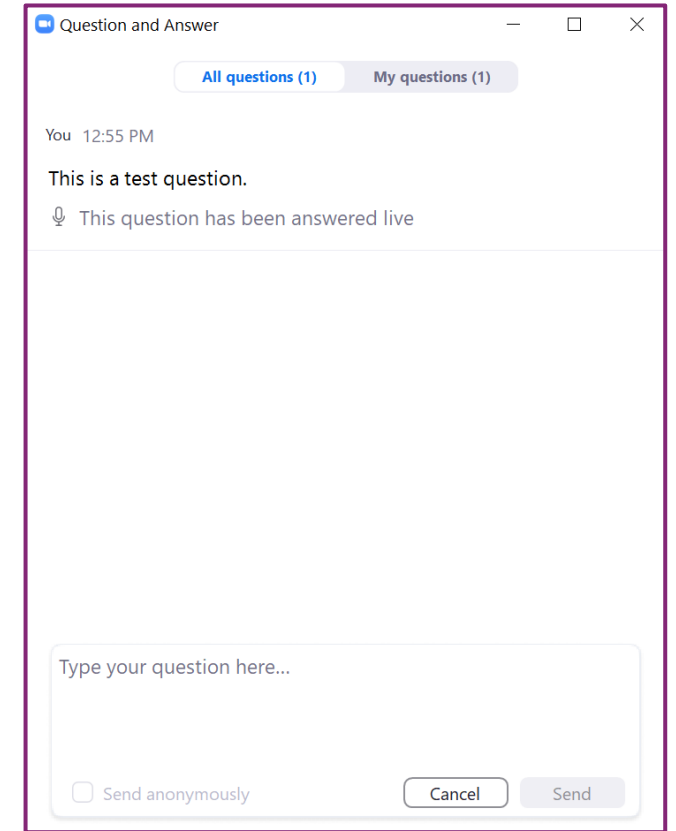 Question and Answer
All questions (1) My questions (1)
You 12:55 PM
This is a test question.
This question has been answered live
Type your question here...
Send anonymously Cancel Send